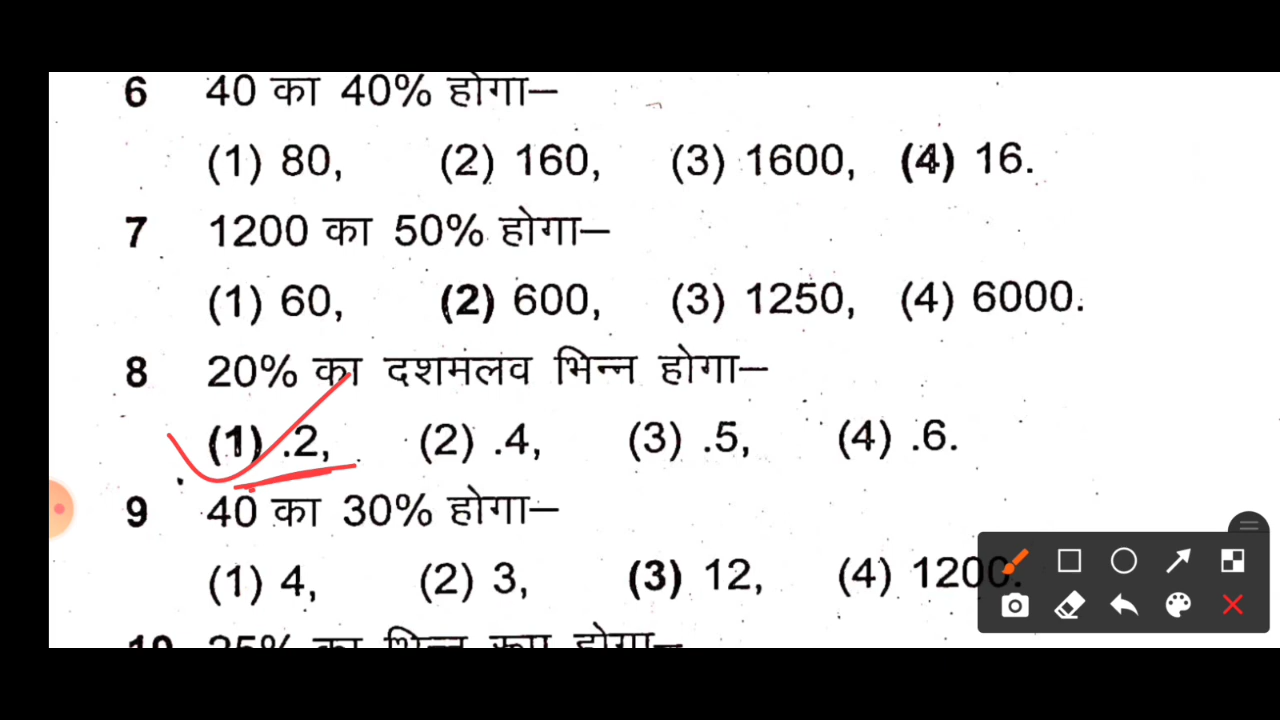 6 40 का 40% होगा–
(1) 80, (2) 160, (3) 1600, (4) 16.
7 1200 का 50% होगा–
(1) 60, (2) 600, (3) 1250, (4) 6000.
8 20% का दशमलव भिन्न होगा–
(1) .2, (2) .4, (3) .5, (4) .6.
9 40 का 30% होगा–
(1) 4, (2) 3, (3) 12, (4) 1200.
10 25% का भिन्न रूप होगा–